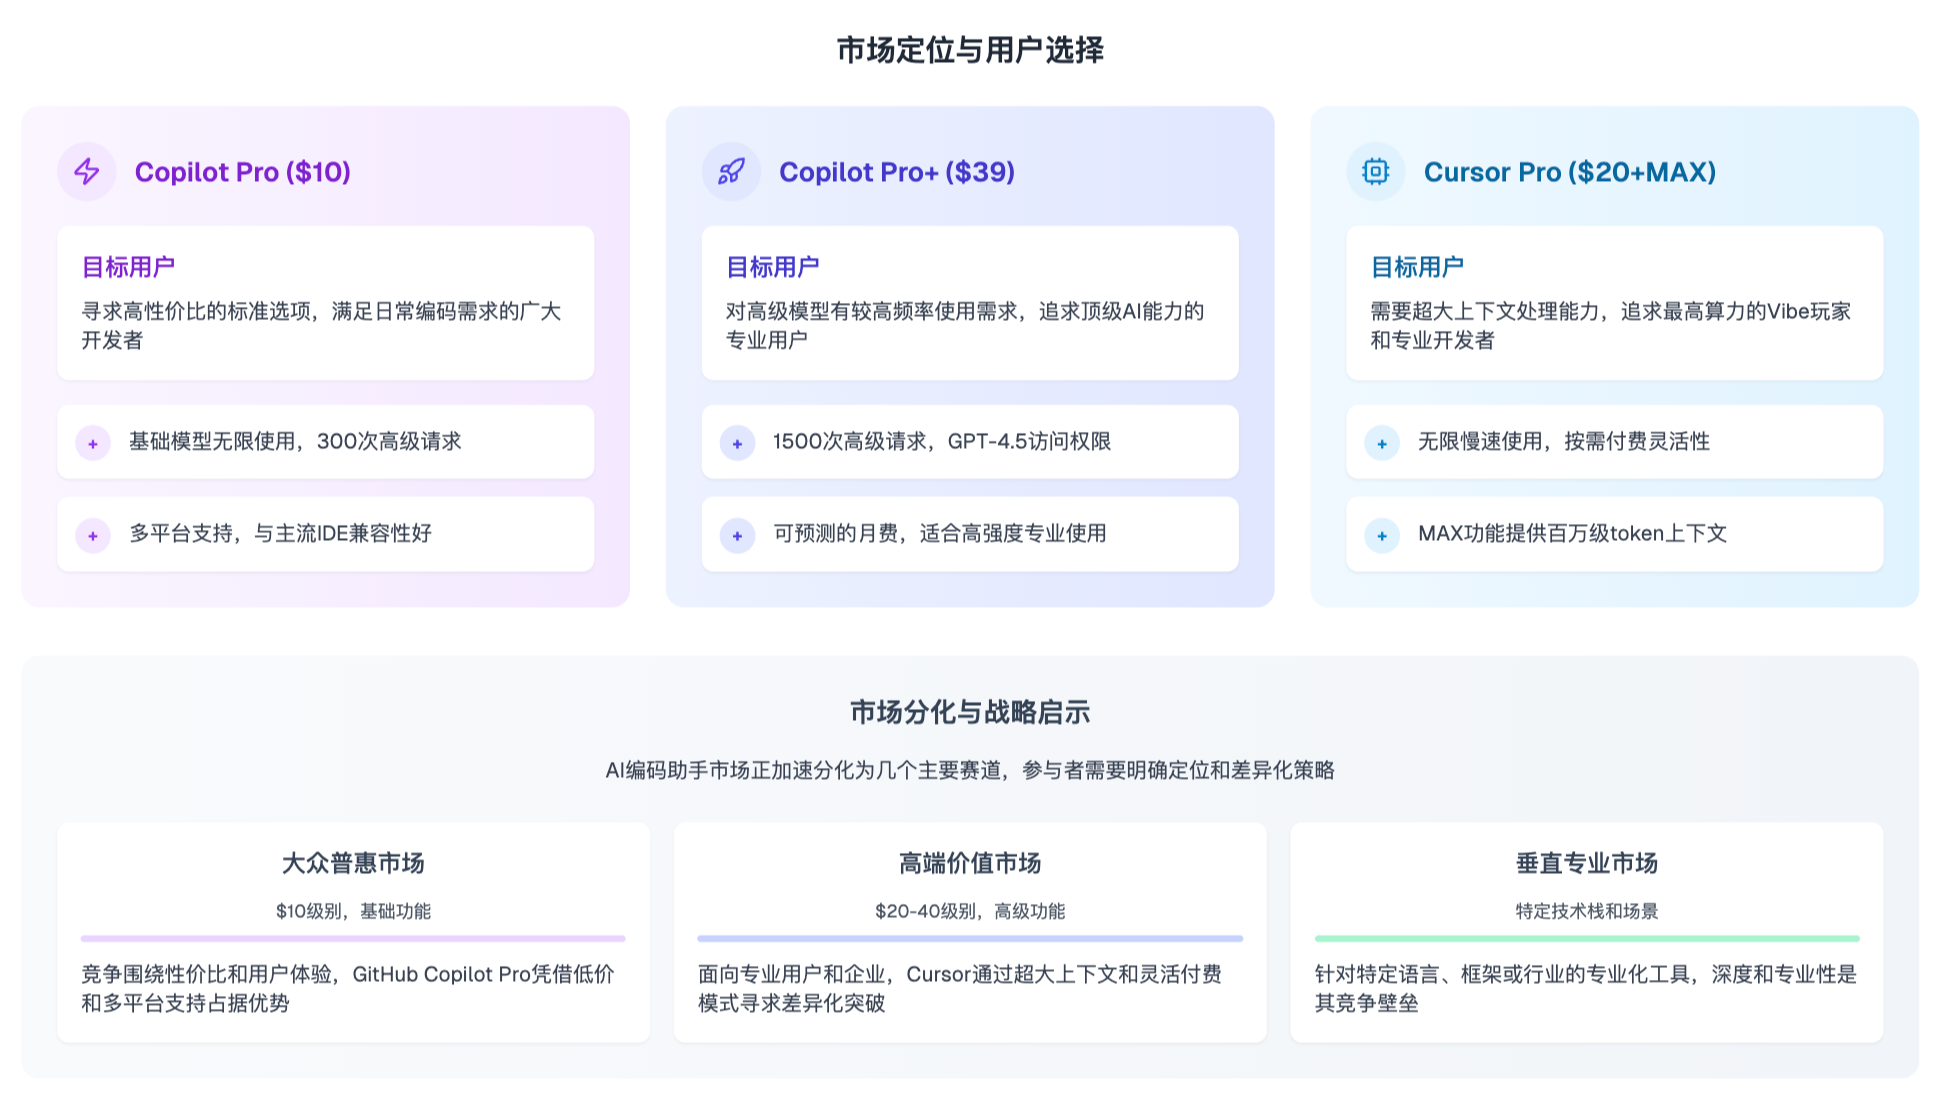 市场定位与用户选择
Copilot Pro ($10)
目标用户
寻求高性价比的标准选项，满足日常编码需求的广大
开发者
+ 基础模型无限使用，300次高级请求
+ 多平台支持，与主流IDE兼容性好
Copilot Pro+ ($39)
目标用户
对高级模型有较高频率使用需求，追求顶级AI能力的
专业用户
+ 1500次高级请求，GPT-4.5访问权限
+ 可预测的月费，适合高强度专业使用
Cursor Pro ($20+MAX)
目标用户
需要超大上下文处理能力，追求最高算力的Vibe玩家
和专业开发者
+ 无限慢速使用，按需付费灵活性
+ MAX功能提供百万级token上下文
市场分化与战略启示
AI编码助手市场正加速分化为几个主要赛道，参与者需要明确定位和差异化策略
大众普惠市场
$10级别，基础功能
竞争围绕性价比和用户体验，GitHub Copilot Pro凭借低价
和多平台支持占据优势
高端价值市场
$20-40级别，高级功能
面向专业用户和企业，Cursor通过超大上下文和灵活付费
模式寻求差异化突破
垂直专业市场
特定技术栈和场景
针对特定语言、框架或行业的专业化工具，深度和专业性是
其竞争壁垒